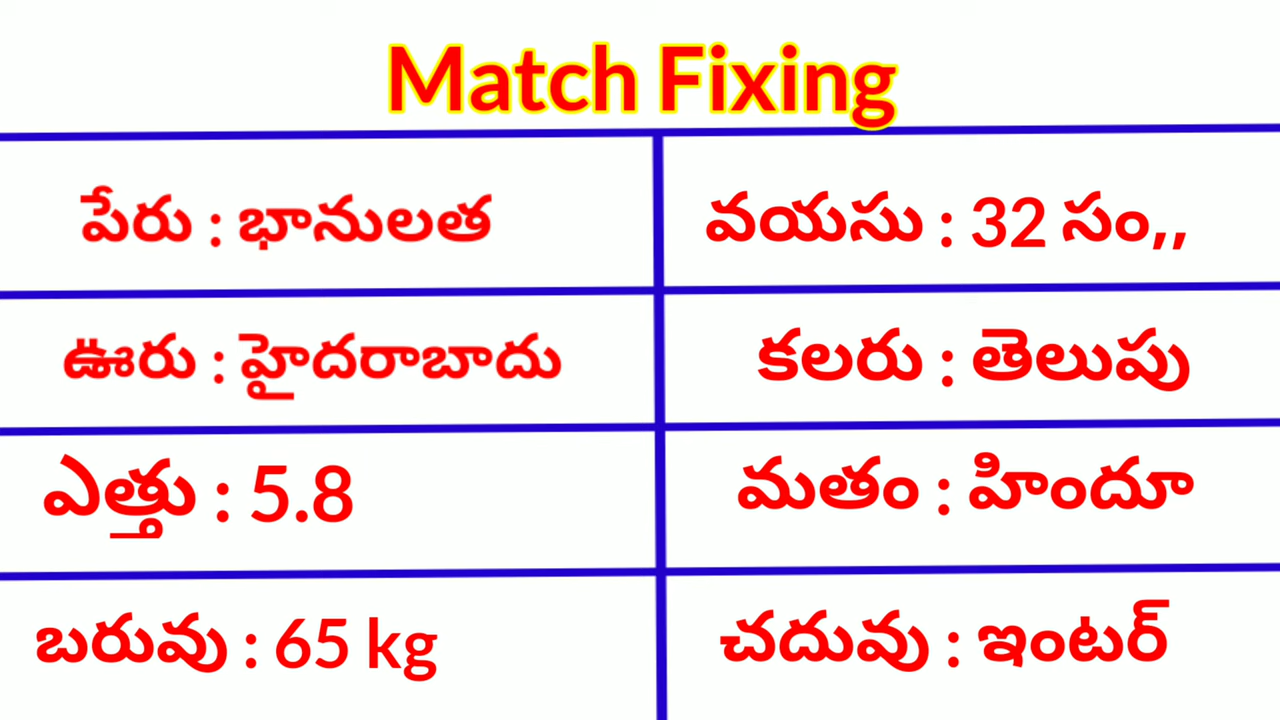 Match Fixing
పేరు : భానులత
వయసు : 32 సం,,
ఊరు : హైదరాబాదు
కలరు : తెలుపు
ఎత్తు : 5.8
మతం : హిందూ
బరువు : 65 kg
చదువు : ఇంటర్